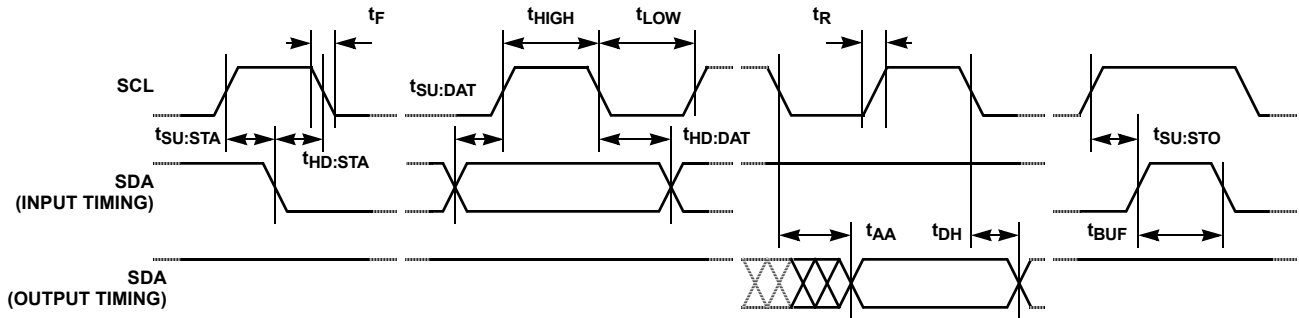 tF
tHIGH
tLOW
tR
SCL
tSU:DAT
tSU:STA
tHD:STA
tHD:DAT
tSU:STO
SDA
(INPUT TIMING)
tAA
tDH
tBUF
SDA
(OUTPUT TIMING)